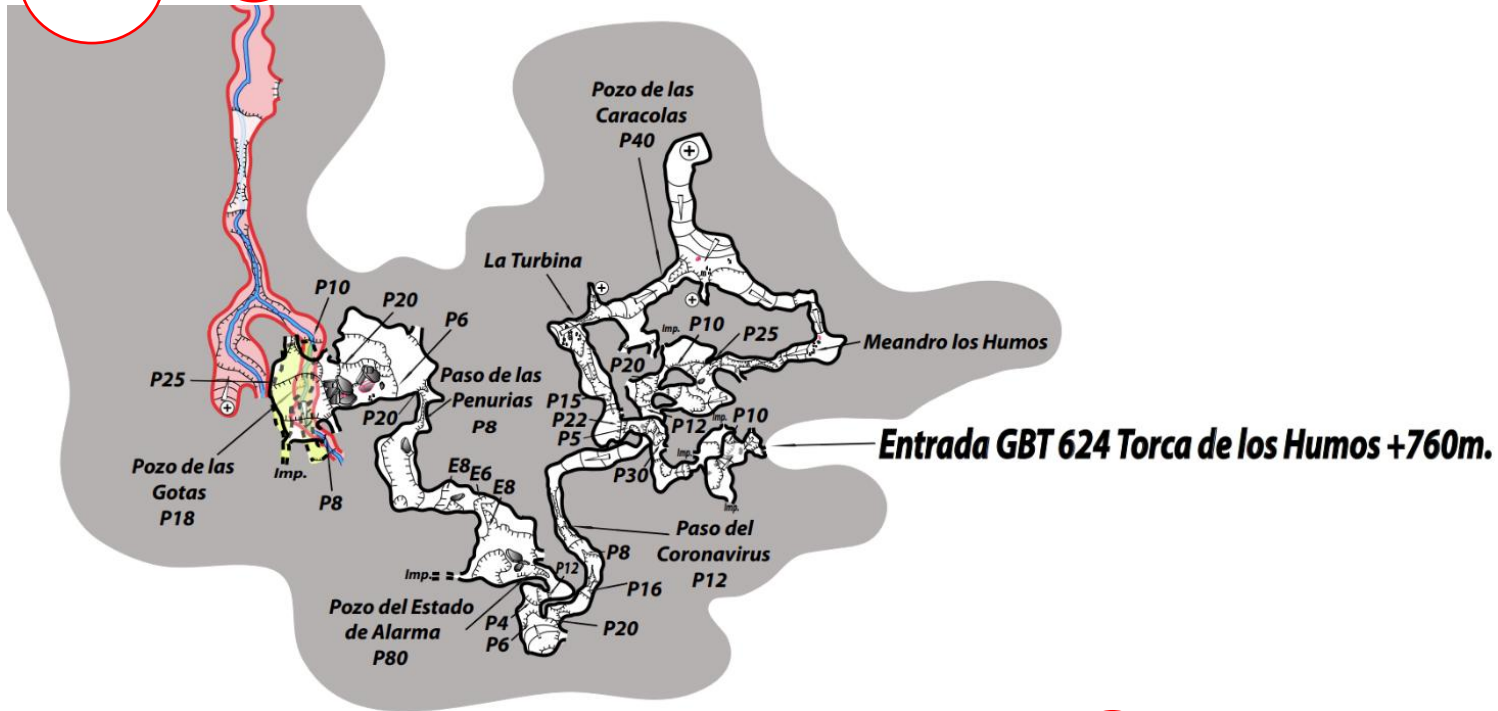 Pozo de las
Caracolas
P40
La Turbina
Meandro los Humos
P10
P20
P6
P25
Paso de las
Penurias
P8
P20
Pozo de las
Gotas
P18
Imp.
P8
Imp.
P10
P25
P20
P15
P22
P5
P12
Imp.
P10
Imp.
P30
Imp.
Entrada GBT 624 Torca de los Humos +760m.
E8
E6
E8
Paso del
Coronavirus
P12
P8
P16
P12
Imp.
Pozo del Estado
de Alarma
P80
P4
P6
P20